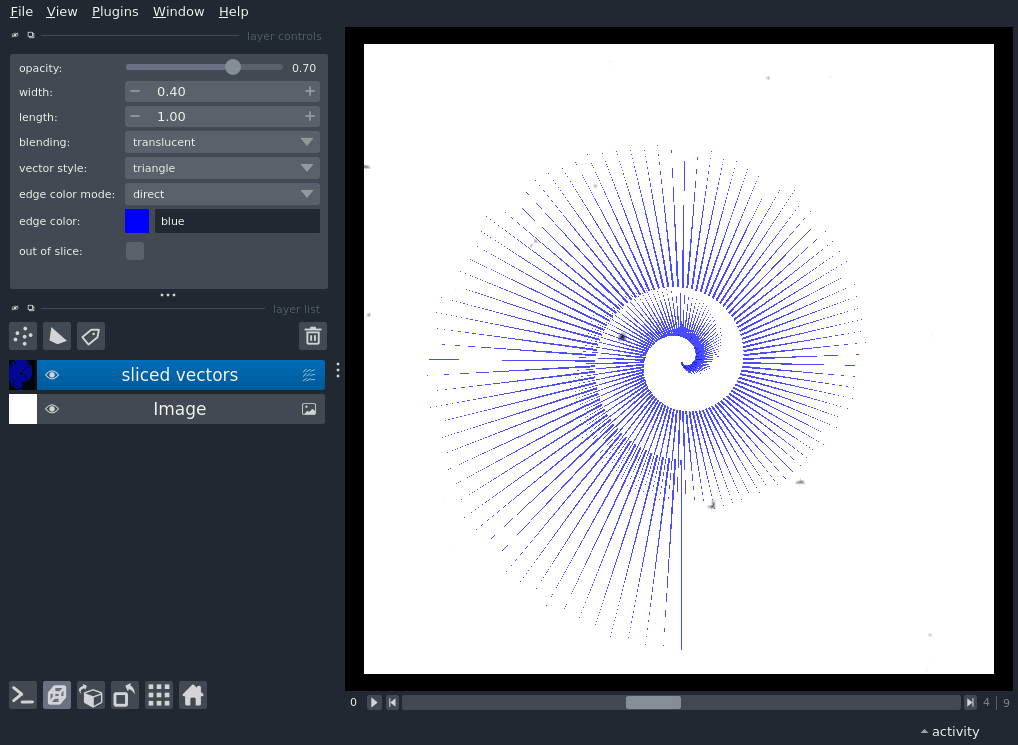 File View Plugins Window Help
layer controls
opacity: 0.70
width: 0.40
length: 1.00
blending: translucent
vector style: triangle
edge color mode: direct
edge color: blue
out of slice:
layer list
sliced vectors
Image
0 4 9
activity